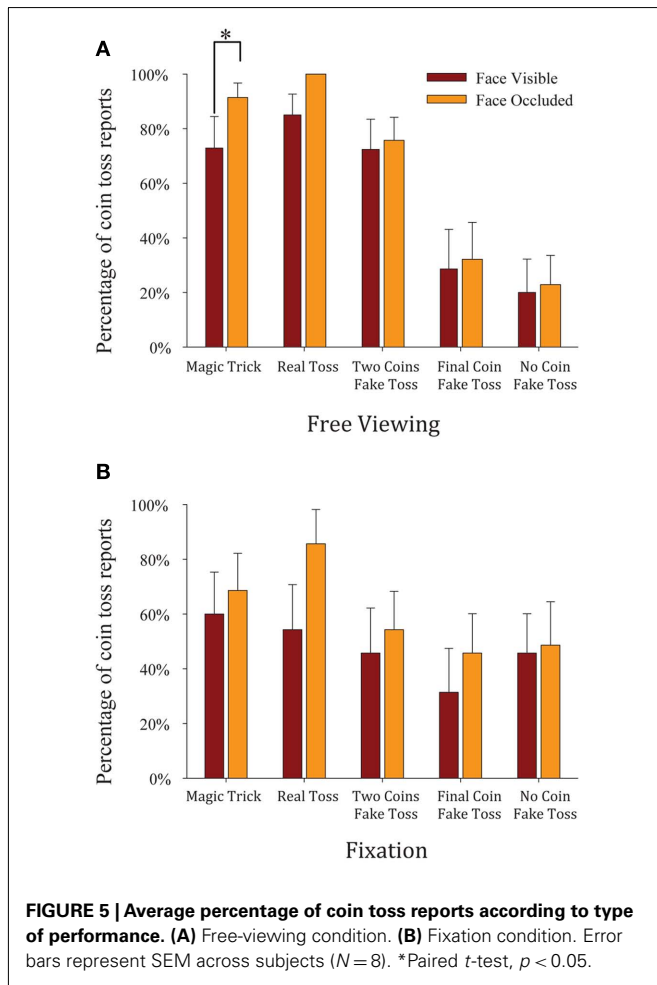 A
*
Face Visible
Face Occluded
Percentage of coin toss reports
100%
80%
60%
40%
20%
0%
Magic Trick
Real Toss
Two Coins
Fake Toss
Final Coin
Fake Toss
No Coin
Fake Toss
Free Viewing
B
Percentage of coin toss reports
100%
80%
60%
40%
20%
0%
Magic Trick
Real Toss
Two Coins
Fake Toss
Final Coin
Fake Toss
No Coin
Fake Toss
Fixation
FIGURE 5 | Average percentage of coin toss reports according to type
of performance. (A) Free-viewing condition. (B) Fixation condition. Error
bars represent SEM across subjects (N = 8). *Paired t-test, p < 0.05.